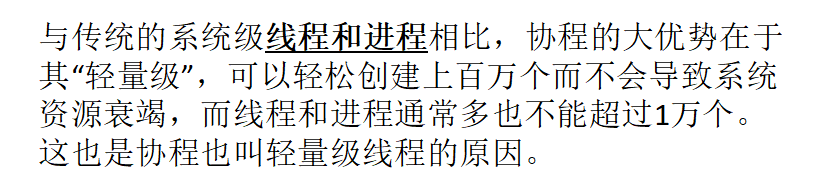 与传统的系统级线程和进程相比，协程的大优势在于
其“轻量级”，可以轻松创建上百万个而不会导致系统
资源衰竭，而线程和进程通常多也不能超过1万个。
这也是协程也叫轻量级线程的原因。